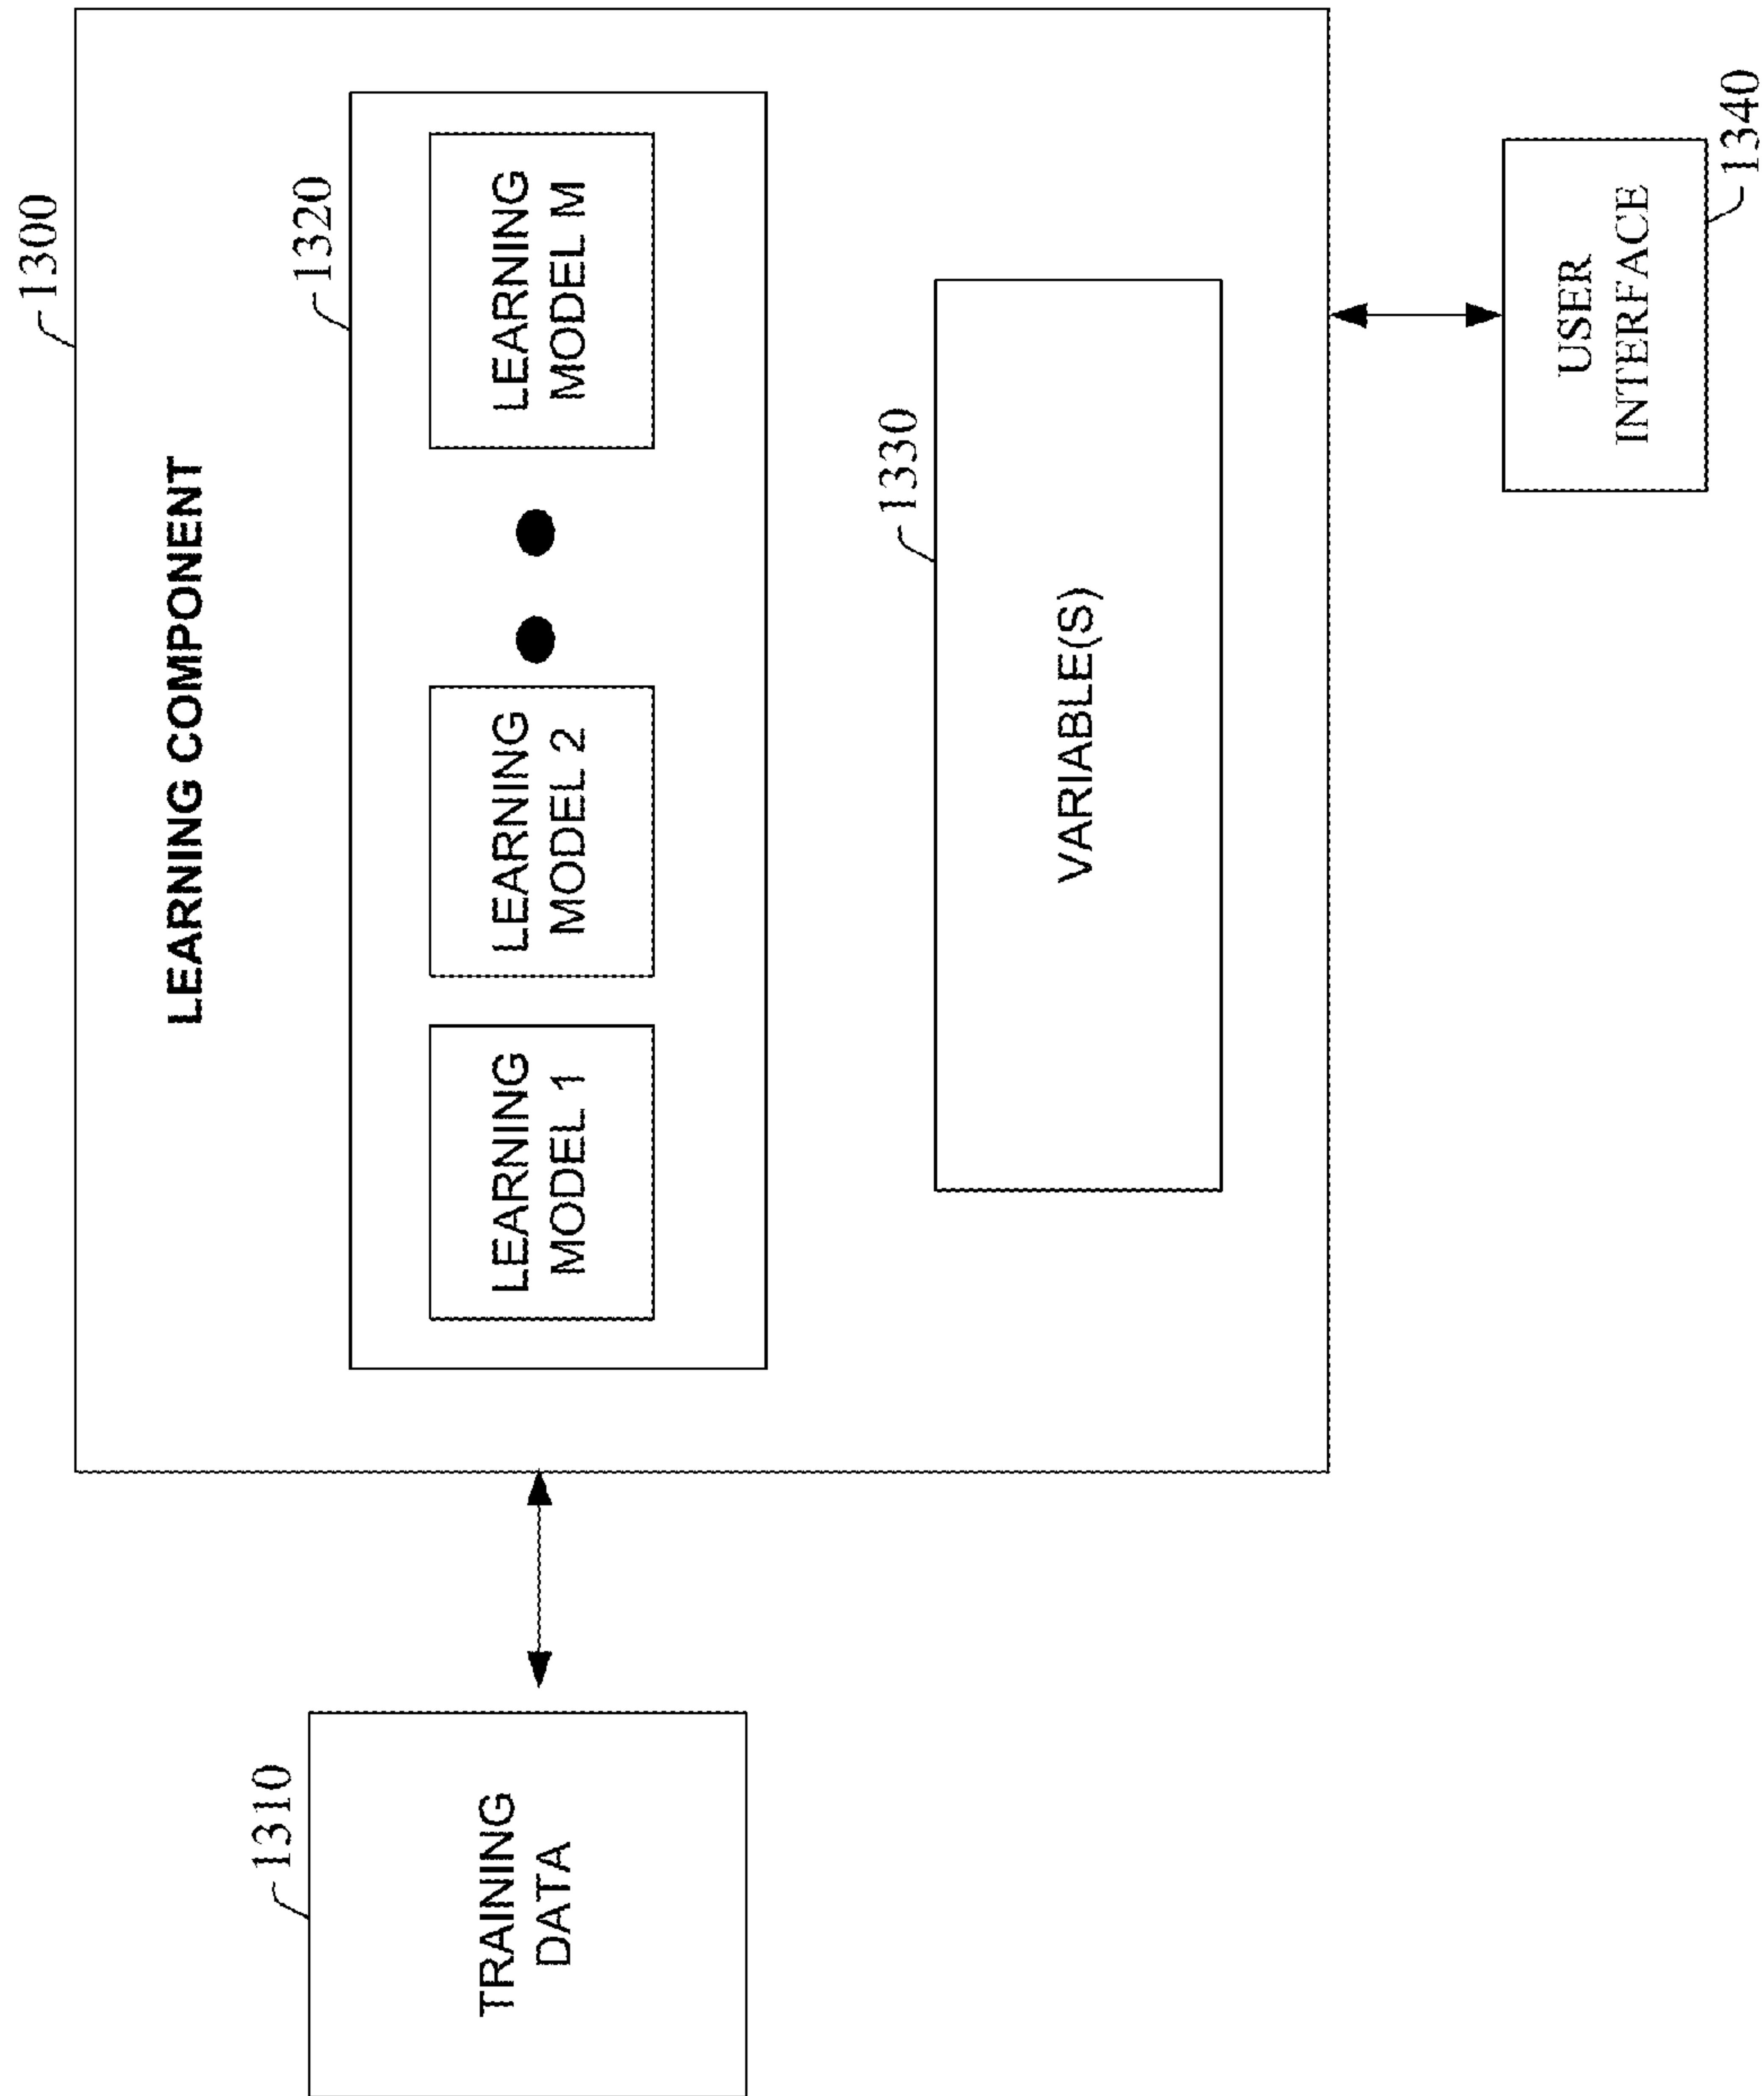 1300
LEARNING COMPONENT
1320
LEARNING
MODEL 1
LEARNING
MODEL 2
LEARNING
MODEL M
1310
TRAINING
DATA
1330
VARIABLE(S)
USER
INTERFACE
1340